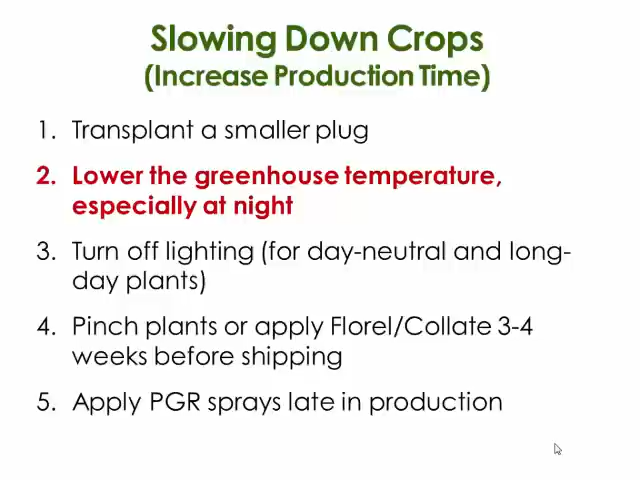 Slowing Down Crops
(Increase Production Time)
1. Transplant a smaller plug
2. Lower the greenhouse temperature,
especially at night
3. Turn off lighting (for day-neutral and long-
day plants)
4. Pinch plants or apply Florel/Collate 3-4
weeks before shipping
5. Apply PGR sprays late in production